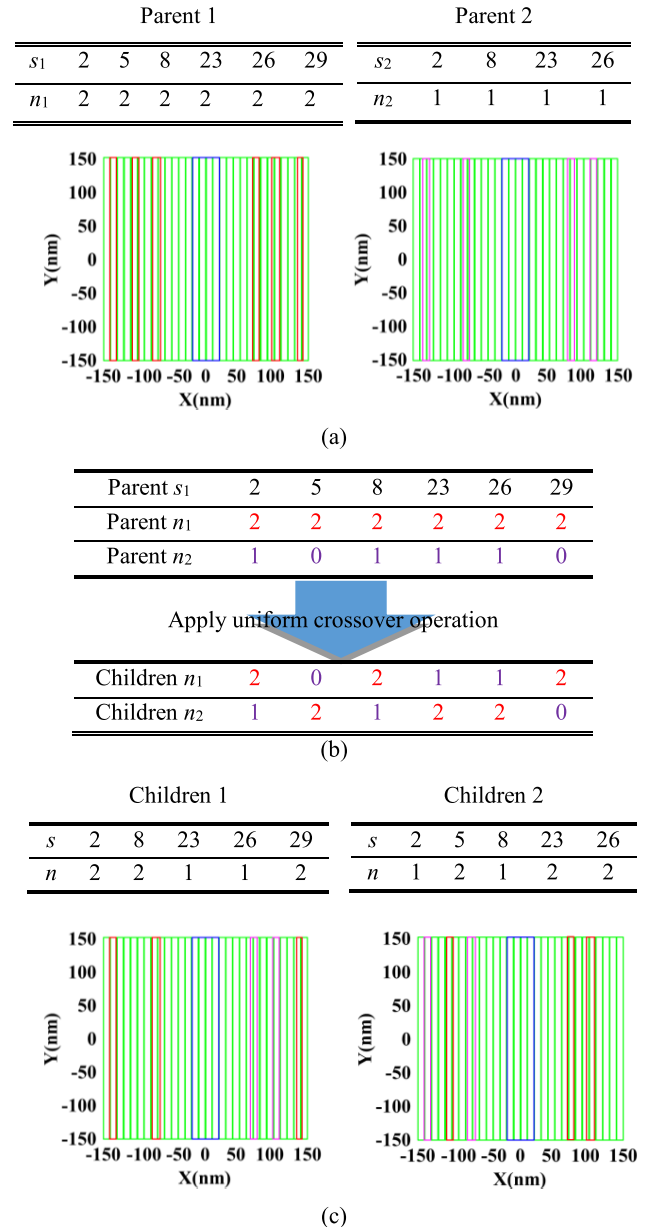 Parent 1
s1 2 5 8 23 26 29
n1 2 2 2 2 2 2
150
100
50
0
-50
-100
-150
Y(nm)
-150 -100 -50 0 50 100 150
X(nm)
Parent 2
s2 2 8 23 26
n2 1 1 1 1
150
100
50
0
-50
-100
-150
Y(nm)
-150 -100 -50 0 50 100 150
X(nm)
(a)
Parent s1 2 5 8 23 26 29
Parent n1 2 2 2 2 2 2
Parent n2 1 0 1 1 1 0
Apply uniform crossover operation
Children n1 2 0 2 1 1 2
Children n2 1 2 1 2 2 0
(b)
Children 1
s 2 8 23 26 29
n 2 2 1 1 2
150
100
50
0
-50
-100
-150
Y(nm)
-150 -100 -50 0 50 100 150
X(nm)
Children 2
s 2 5 8 23 26
n 1 2 1 2 2
150
100
50
0
-50
-100
-150
Y(nm)
-150 -100 -50 0 50 100 150
X(nm)
(c)